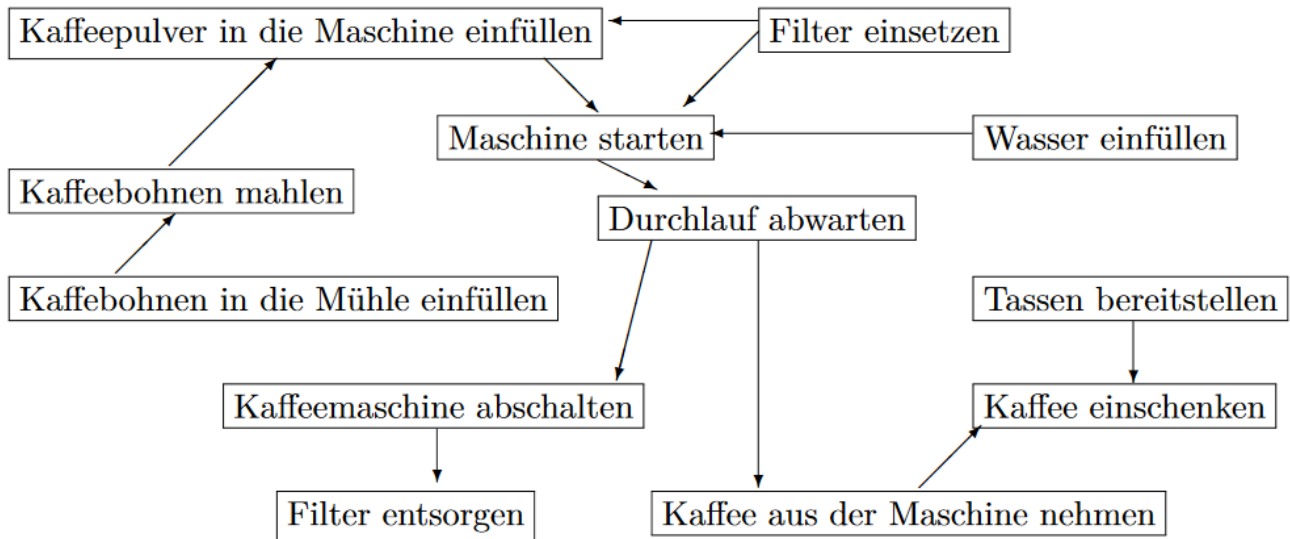 Kaffeepulver in die Maschine einfüllen
Filter einsetzen
Maschine starten
Wasser einfüllen
Kaffeebohnen mahlen
Durchlauf abwarten
Kaffebohnen in die Mühle einfüllen
Tassen bereitstellen
Kaffeemaschine abschalten
Kaffee einschenken
Filter entsorgen
Kaffee aus der Maschine nehmen